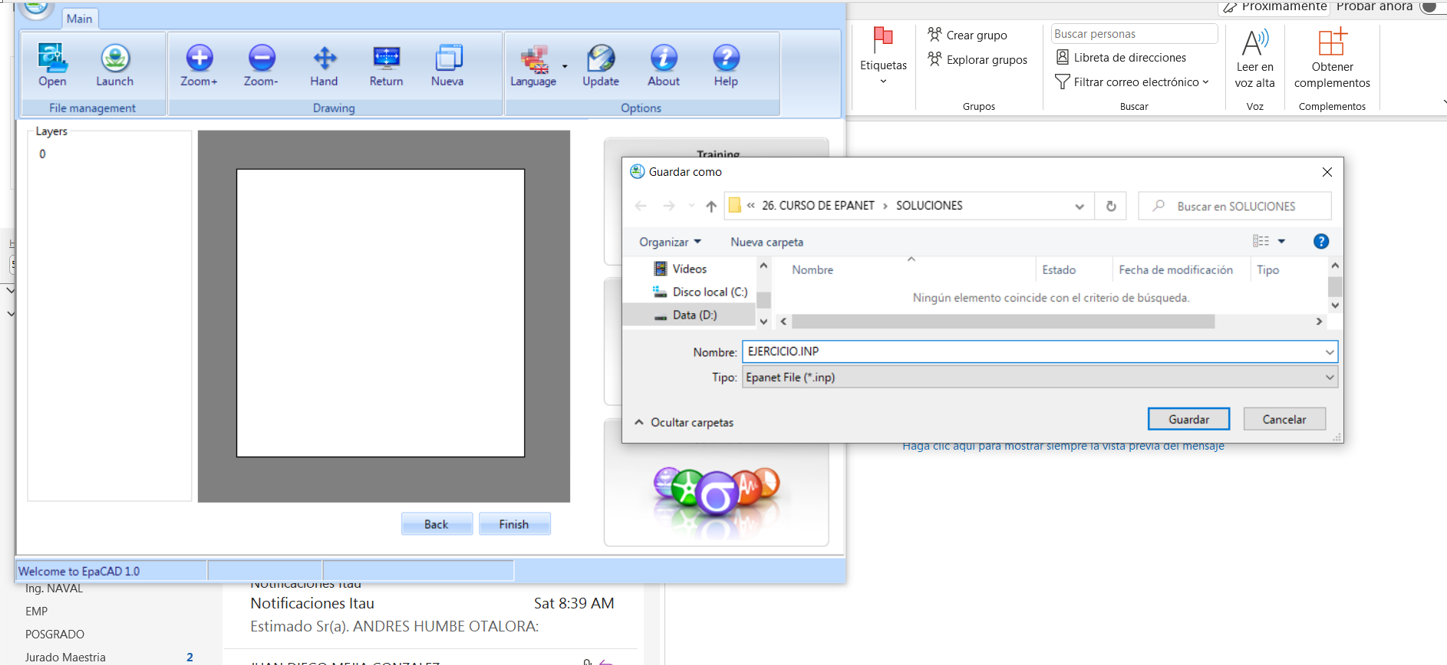 Main
Open
Launch
File management
Zoom+
Zoom-
Hand
Return
Nueva
Drawing
Language
Update
About
Help
Options
Layers
0
Training
Back
Finish
Welcome to EpaCAD 1.0
Próximamente
Probar ahora
Etiquetas
Crear grupo
Explorar grupos
Grupos
Buscar personas
Libreta de direcciones
Filtrar correo electrónico
Buscar
Leer en
voz alta
Voz
Obtener
complementos
Complementos
Guardar como
« 26. CURSO DE EPANET › SOLUCIONES
Buscar en SOLUCIONES
Organizar
Nueva carpeta
Vídeos
Disco local (C:)
Data (D:)
Nombre
Estado
Fecha de modificación
Tipo
Ningún elemento coincide con el criterio de búsqueda.
Nombre: EJERCICIO.INP
Tipo: Epanet File (*.inp)
Ocultar carpetas
Guardar
Cancelar
Haga clic aquí para mostrar siempre la vista previa del mensaje
Ing. NAVAL
EMP
POSGRADO
Jurado Maestria 2
Notificaciones Itau
Notificaciones Itau Sat 8:39 AM
Estimado Sr(a). ANDRES HUMBE OTALORA:
JUAN DIEGO MEJIA GONZALEZ